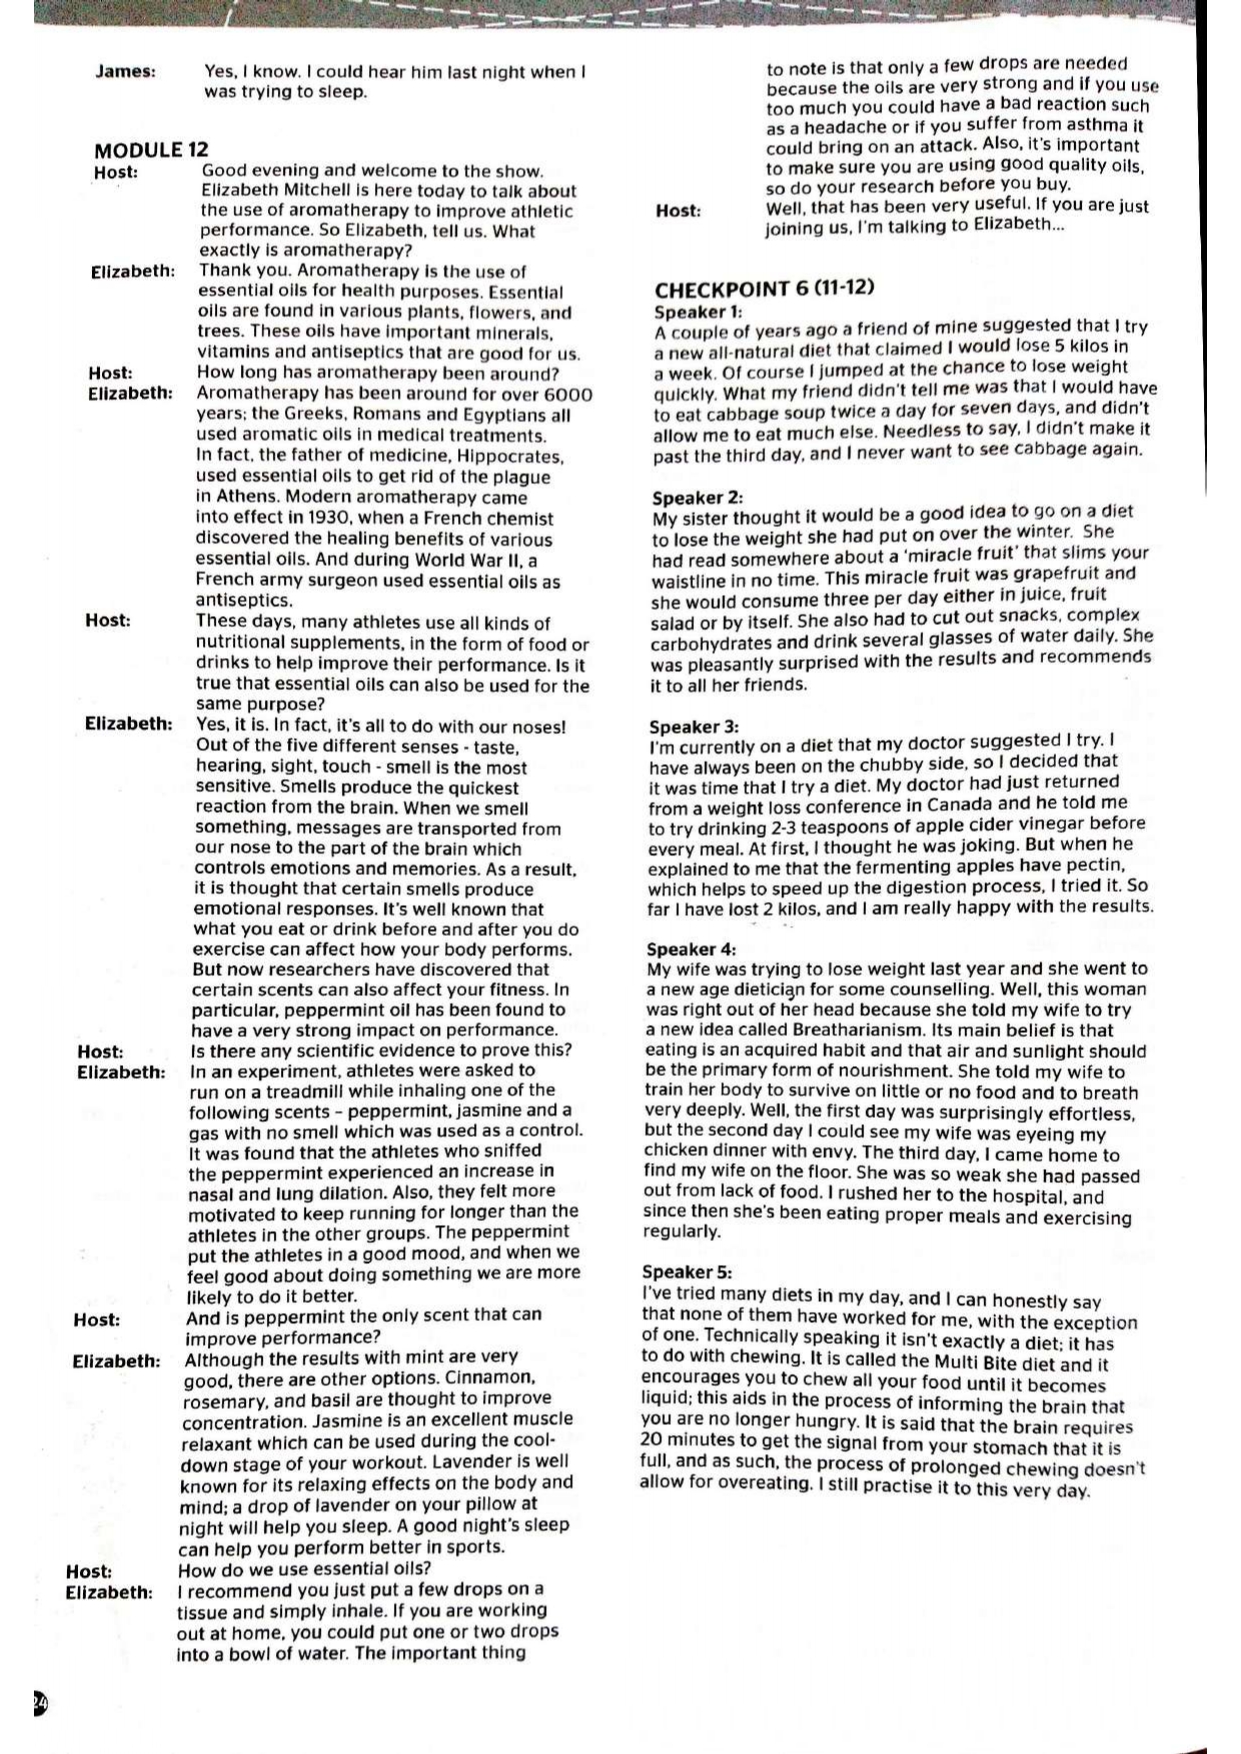 James: Yes, I know. I could hear him last night when I
was trying to sleep.
MODULE 12
Host: Good evening and welcome to the show.
Elizabeth Mitchell is here today to talk about
the use of aromatherapy to improve athletic
performance. So Elizabeth, tell us. What
exactly is aromatherapy?
Elizabeth: Thank you. Aromatherapy is the use of
essential oils for health purposes. Essential
oils are found in various plants, flowers, and
trees. These oils have important minerals,
vitamins and antiseptics that are good for us.
Host: How long has aromatherapy been around?
Elizabeth: Aromatherapy has been around for over 6000
years; the Greeks, Romans and Egyptians all
used aromatic oils in medical treatments.
In fact, the father of medicine, Hippocrates,
used essential oils to get rid of the plague
in Athens. Modern aromatherapy came
into effect in 1930, when a French chemist
discovered the healing benefits of various
essential oils. And during World War II, a
French army surgeon used essential oils as
antiseptics.
Host: These days, many athletes use all kinds of
nutritional supplements, in the form of food or
drinks to help improve their performance. Is it
true that essential oils can also be used for the
same purpose?
Elizabeth: Yes, it is. In fact, it's all to do with our noses!
Out of the five different senses - taste,
hearing, sight, touch - smell is the most
sensitive. Smells produce the quickest
reaction from the brain. When we smell
something, messages are transported from
our nose to the part of the brain which
controls emotions and memories. As a result,
it is thought that certain smells produce
emotional responses. It's well known that
what you eat or drink before and after you do
exercise can affect how your body performs.
But now researchers have discovered that
certain scents can also affect your fitness. In
particular, peppermint oil has been found to
have a very strong impact on performance.
Host: Is there any scientific evidence to prove this?
Elizabeth: In an experiment, athletes were asked to
run on a treadmill while inhaling one of the
following scents – peppermint, jasmine and a
gas with no smell which was used as a control.
It was found that the athletes who sniffed
the peppermint experienced an increase in
nasal and lung dilation. Also, they felt more
motivated to keep running for longer than the
athletes in the other groups. The peppermint
put the athletes in a good mood, and when we
feel good about doing something we are more
likely to do it better.
Host: And is peppermint the only scent that can
improve performance?
Elizabeth: Although the results with mint are very
good, there are other options. Cinnamon,
rosemary, and basil are thought to improve
concentration. Jasmine is an excellent muscle
relaxant which can be used during the cool-
down stage of your workout. Lavender is well
known for its relaxing effects on the body and
mind; a drop of lavender on your pillow at
night will help you sleep. A good night's sleep
can help you perform better in sports.
Host: How do we use essential oils?
Elizabeth: I recommend you just put a few drops on a
tissue and simply inhale. If you are working
out at home, you could put one or two drops
into a bowl of water. The important thing
to note is that only a few drops are needed
because the oils are very strong and if you use
too much you could have a bad reaction such
as a headache or if you suffer from asthma it
could bring on an attack. Also, it's important
to make sure you are using good quality oils,
so do your research before you buy.
Host: Well, that has been very useful. If you are just
joining us, I'm talking to Elizabeth...
CHECKPOINT 6 (11-12)
Speaker 1:
A couple of years ago a friend of mine suggested that I try
a new all-natural diet that claimed I would lose 5 kilos in
a week. Of course I jumped at the chance to lose weight
quickly. What my friend didn't tell me was that I would have
to eat cabbage soup twice a day for seven days, and didn't
allow me to eat much else. Needless to say, I didn't make it
past the third day, and I never want to see cabbage again.
Speaker 2:
My sister thought it would be a good idea to go on a diet
to lose the weight she had put on over the winter. She
had read somewhere about a 'miracle fruit' that slims your
waistline in no time. This miracle fruit was grapefruit and
she would consume three per day either in juice, fruit
salad or by itself. She also had to cut out snacks, complex
carbohydrates and drink several glasses of water daily. She
was pleasantly surprised with the results and recommends
it to all her friends.
Speaker 3:
I'm currently on a diet that my doctor suggested I try. I
have always been on the chubby side, so I decided that
it was time that I try a diet. My doctor had just returned
from a weight loss conference in Canada and he told me
to try drinking 2-3 teaspoons of apple cider vinegar before
every meal. At first, I thought he was joking. But when he
explained to me that the fermenting apples have pectin,
which helps to speed up the digestion process, I tried it. So
far I have lost 2 kilos, and I am really happy with the results.
Speaker 4:
My wife was trying to lose weight last year and she went to
a new age dietician for some counselling. Well, this woman
was right out of her head because she told my wife to try
a new idea called Breatharianism. Its main belief is that
eating is an acquired habit and that air and sunlight should
be the primary form of nourishment. She told my wife to
train her body to survive on little or no food and to breath
very deeply. Well, the first day was surprisingly effortless,
but the second day I could see my wife was eyeing my
chicken dinner with envy. The third day, I came home to
find my wife on the floor. She was so weak she had passed
out from lack of food. I rushed her to the hospital, and
since then she's been eating proper meals and exercising
regularly.
Speaker 5:
I've tried many diets in my day, and I can honestly say
that none of them have worked for me, with the exception
of one. Technically speaking it isn't exactly a diet; it has
to do with chewing. It is called the Multi Bite diet and it
encourages you to chew all your food until it becomes
liquid; this aids in the process of informing the brain that
you are no longer hungry. It is said that the brain requires
20 minutes to get the signal from your stomach that it is
full, and as such, the process of prolonged chewing doesn't
allow for overeating. I still practise it to this very day.
24